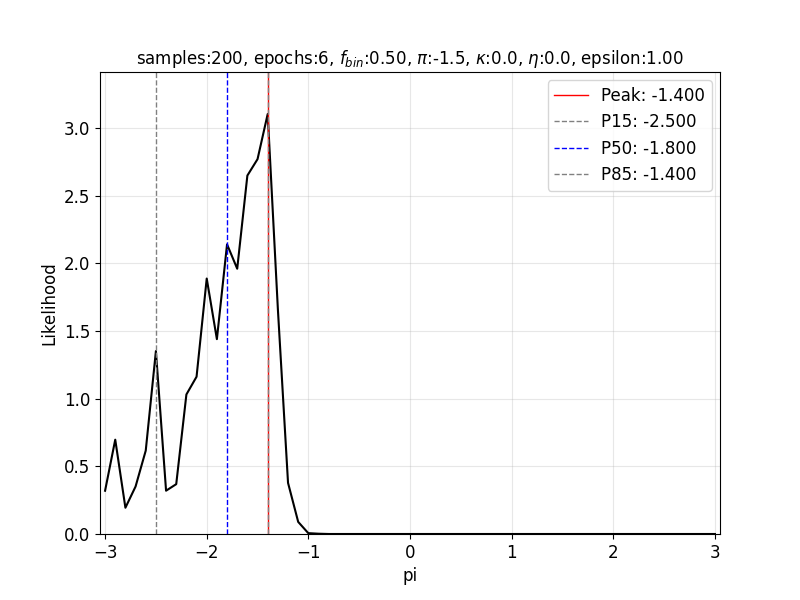 samples:200, epochs:6, f_bin:0.50, π:-1.5, κ:0.0, η:0.0, epsilon:1.00
Peak: -1.400
P15: -2.500
P50: -1.800
P85: -1.400
Likelihood
3.0
2.5
2.0
1.5
1.0
0.5
0.0
−3
−2
−1
0
1
2
3
pi